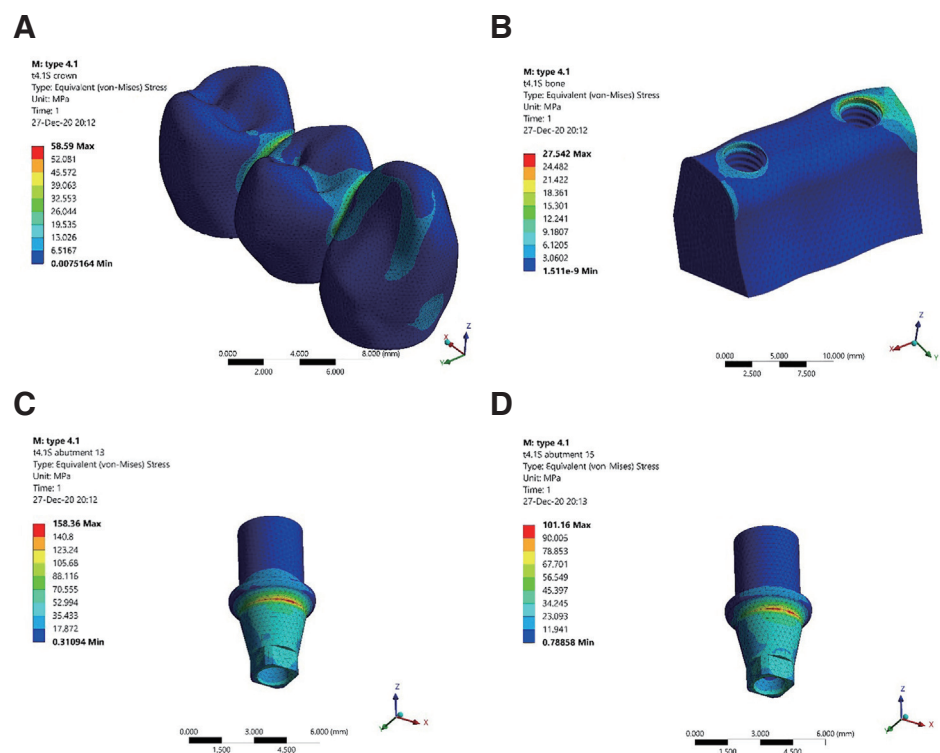 A
M: type 4.1
t4.1S crown
Type: Equivalent (von-Mises) Stress
Unit: MPa
Time: 1
27-Dec-20 20:12
58.59 Max
52.081
45.572
39.063
32.553
26.044
19.535
13.026
6.5167
0.0075164 Min
0.000 4.000 8.000 (mm)
2.000 6.000
X Z
Y
B
M: type 4.1
t4.1S bone
Type: Equivalent (von-Mises) Stress
Unit: MPa
Time: 1
27-Dec-20 20:12
27.542 Max
24.482
21.422
18.361
15.301
12.241
9.1807
6.1205
3.0602
1.511e-9 Min
0.000 5.000 10.000 (mm)
2.500 7.500
Z
X Y
C
M: type 4.1
t4.1S abutment 13
Type: Equivalent (von-Mises) Stress
Unit: MPa
Time: 1
27-Dec-20 20:12
158.36 Max
140.8
123.24
105.68
88.116
70.555
52.994
35.433
17.872
0.31094 Min
0.000 3.000 6.000 (mm)
1.500 4.500
Z
Y X
D
M: type 4.1
t4.1S abutment 15
Type: Equivalent (von-Mises) Stress
Unit: MPa
Time: 1
27-Dec-20 20:13
101.16 Max
90.005
78.853
67.701
56.549
45.397
34.245
23.093
11.941
0.78858 Min
0.000 3.000 6.000 (mm)
1.500 4.500
Z
Y X